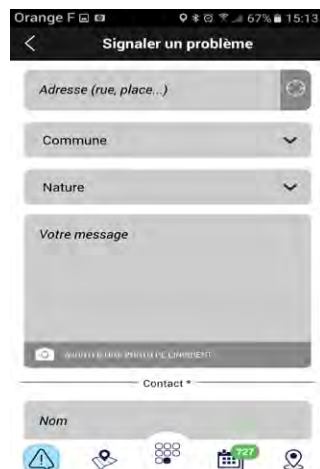 Orange F 67% 15:13
Signaler un problème
Adresse (rue, place...)
Commune
Nature
Votre message
Contact *
Nom
727